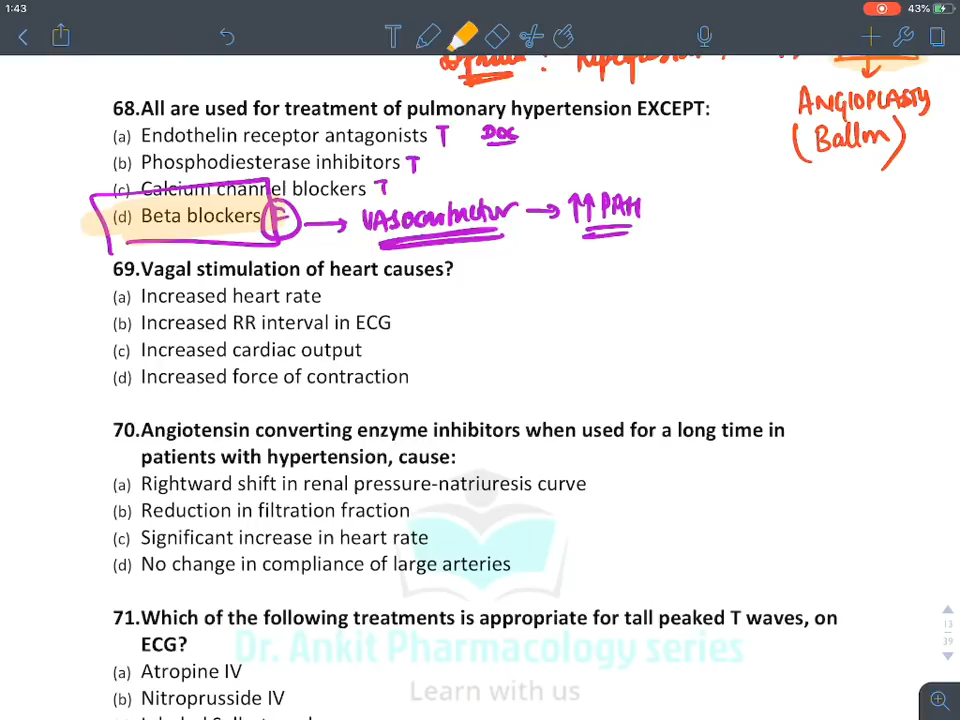 1:43
43%
ANGIOPLASTY
(Ballon)
68.All are used for treatment of pulmonary hypertension EXCEPT:
(a) Endothelin receptor antagonists T DOC
(b) Phosphodiesterase inhibitors T
(c) Calcium channel blockers T
(d) Beta blockers F → → ↑↑ PAH
69.Vagal stimulation of heart causes?
(a) Increased heart rate
(b) Increased RR interval in ECG
(c) Increased cardiac output
(d) Increased force of contraction
70.Angiotensin converting enzyme inhibitors when used for a long time in
patients with hypertension, cause:
(a) Rightward shift in renal pressure-natriuresis curve
(b) Reduction in filtration fraction
(c) Significant increase in heart rate
(d) No change in compliance of large arteries
71.Which of the following treatments is appropriate for tall peaked T waves, on
ECG?
(a) Atropine IV
(b) Nitroprusside IV
Dr. Ankit Pharmacology series
Learn with us
13
39